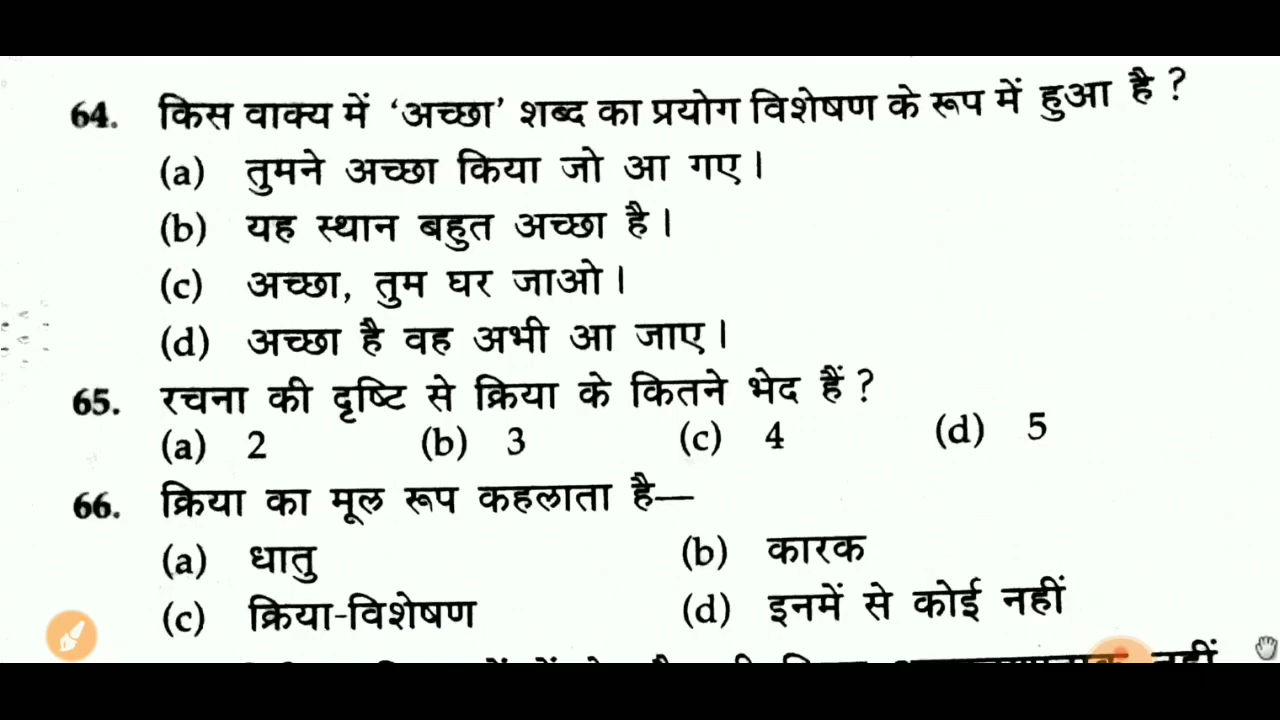 64. किस वाक्य में ‘अच्छा’ शब्द का प्रयोग विशेषण के रूप में हुआ है ?
(a) तुमने अच्छा किया जो आ गए।
(b) यह स्थान बहुत अच्छा है।
(c) अच्छा, तुम घर जाओ।
(d) अच्छा है वह अभी आ जाए।
65. रचना की दृष्टि से क्रिया के कितने भेद हैं ?
(a) 2 (b) 3 (c) 4 (d) 5
66. क्रिया का मूल रूप कहलाता है—
(a) धातु (b) कारक
(c) क्रिया-विशेषण (d) इनमें से कोई नहीं
नहीं